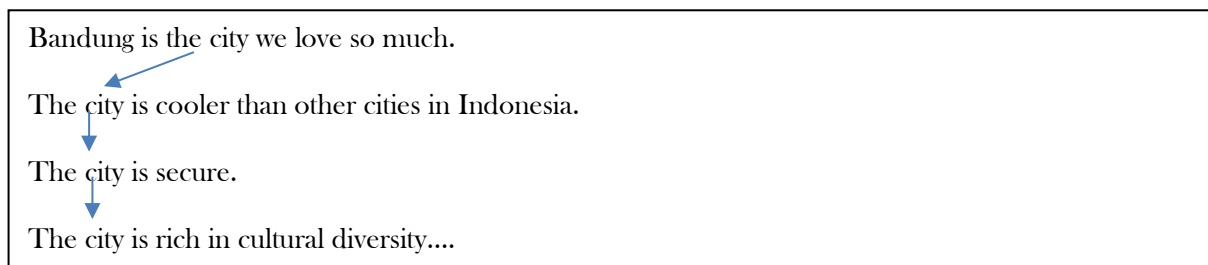 Bandung is the city we love so much.
The city is cooler than other cities in Indonesia.
The city is secure.
The city is rich in cultural diversity....